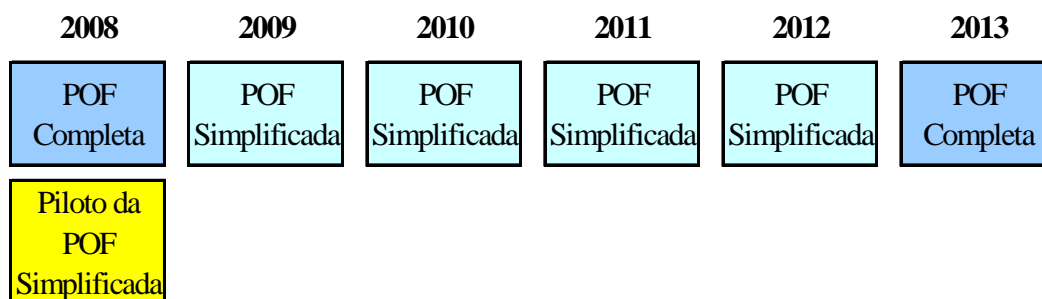 2008 2009 2010 2011 2012 2013
POF POF POF POF POF POF
Completa Simplificada Simplificada Simplificada Simplificada Completa
Piloto da
POF
Simplificada